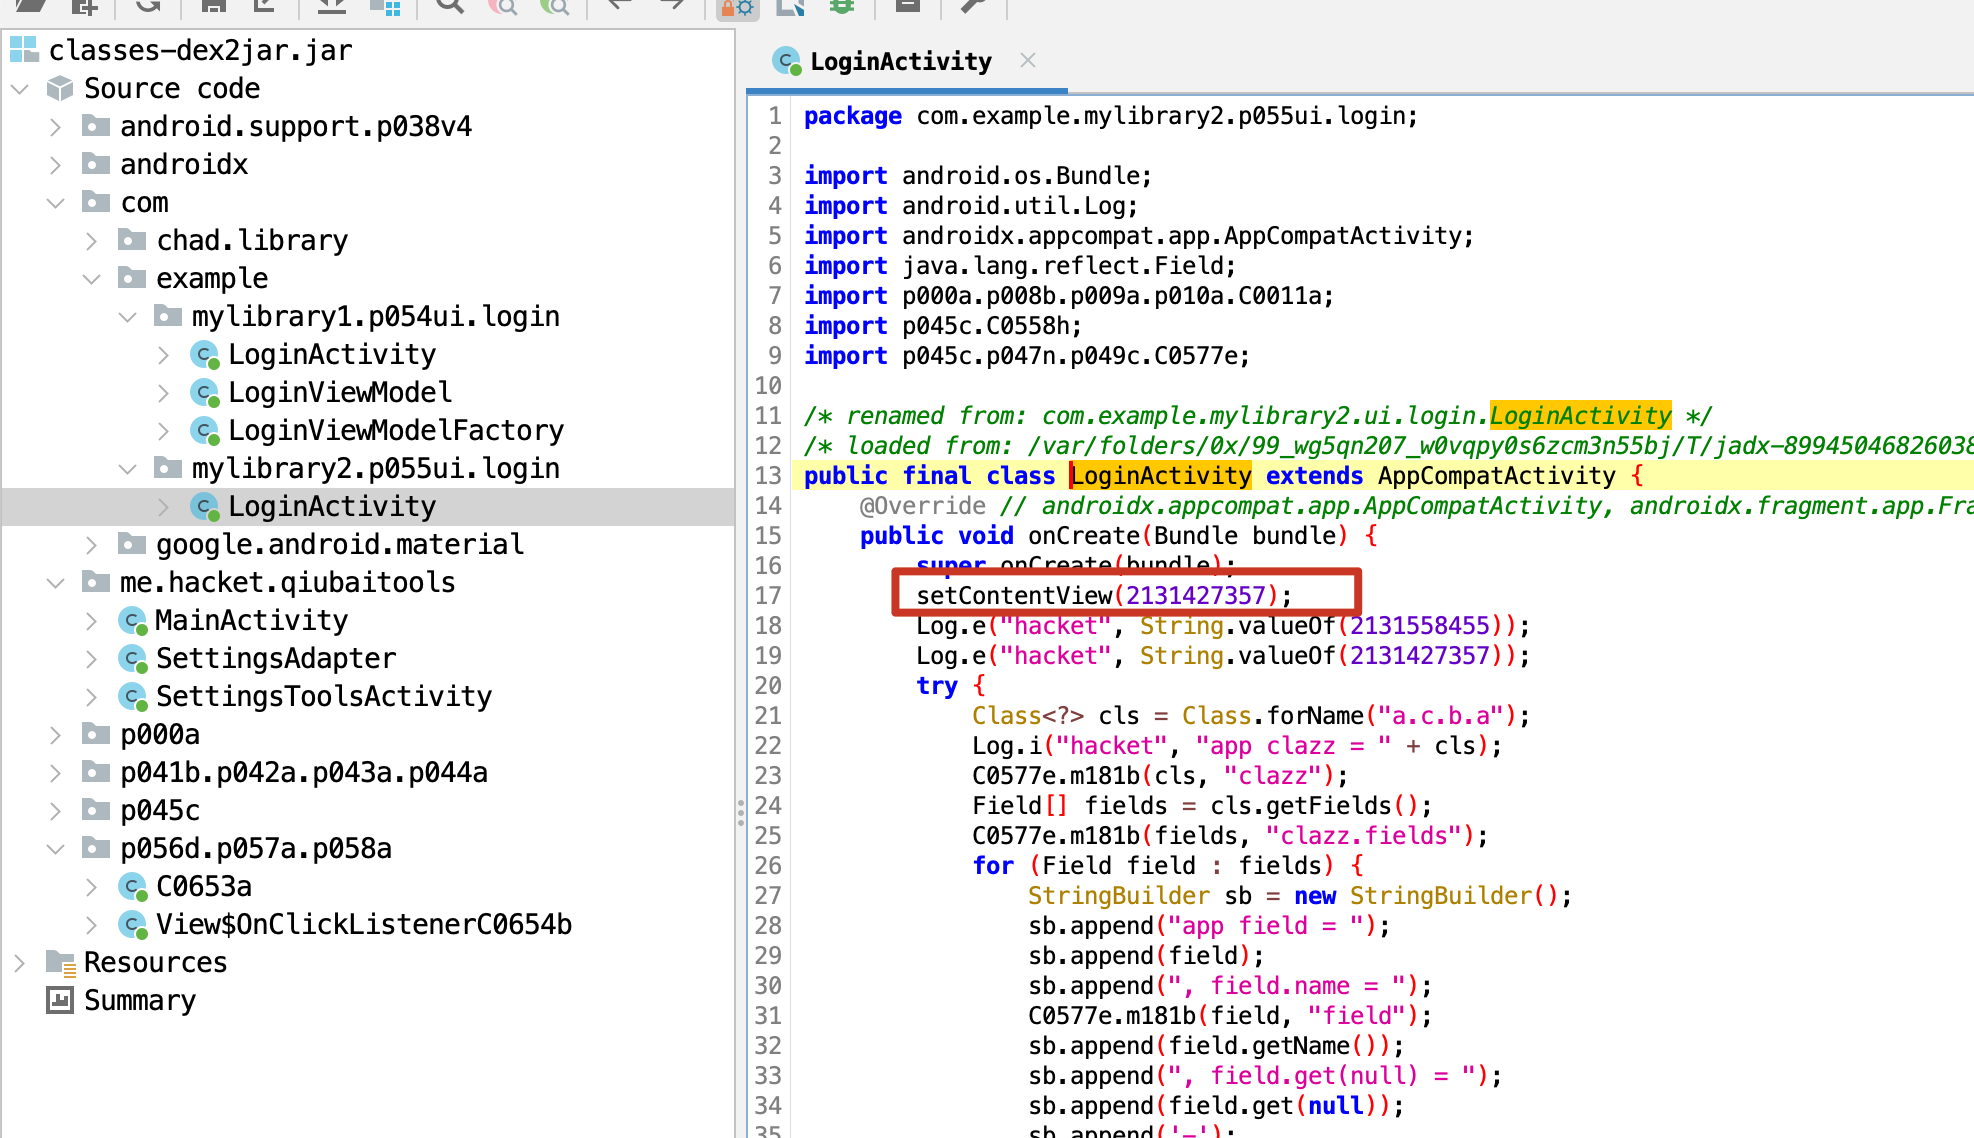 classes-dex2jar.jar
Source code
android.support.p038v4
androidx
com
chad.library
example
mylibrary1.p054ui.login
LoginActivity
LoginViewModel
LoginViewModelFactory
mylibrary2.p055ui.login
LoginActivity
google.android.material
me.hacket.qiubaitools
MainActivity
SettingsAdapter
SettingsToolsActivity
p000a
p041b.p042a.p043a.p044a
p045c
p056d.p057a.p058a
C0653a
View$OnClickListenerC0654b
Resources
Summary
LoginActivity
1 package com.example.mylibrary2.p055ui.login;
2
3 import android.os.Bundle;
4 import android.util.Log;
5 import androidx.appcompat.app.AppCompatActivity;
6 import java.lang.reflect.Field;
7 import p000a.p008b.p009a.p010a.C0011a;
8 import p045c.C0558h;
9 import p045c.p047n.p049c.C0577e;
10
11 /* renamed from: com.example.mylibrary2.ui.login.LoginActivity */
12 /* loaded from: /var/folders/0x/99_wg5qn207_w0vqpy0s6zcm3n55bj/T/jadx-89945046826038
13 public final class LoginActivity extends AppCompatActivity {
14 @Override // androidx.appcompat.app.AppCompatActivity, androidx.fragment.app.Fra
15 public void onCreate(Bundle bundle) {
16 super.onCreate(bundle);
17 setContentView(2131427357);
18 Log.e("hacket", String.valueOf(2131558455));
19 Log.e("hacket", String.valueOf(2131427357));
20 try {
21 Class<?> cls = Class.forName("a.c.b.a");
22 Log.i("hacket", "app clazz = " + cls);
23 C0577e.m181b(cls, "clazz");
24 Field[] fields = cls.getFields();
25 C0577e.m181b(fields, "clazz.fields");
26 for (Field field : fields) {
27 StringBuilder sb = new StringBuilder();
28 sb.append("app field = ");
29 sb.append(field);
30 sb.append(", field.name = ");
31 C0577e.m181b(field, "field");
32 sb.append(field.getName());
33 sb.append(", field.get(null) = ");
34 sb.append(field.get(null));
35 sb.append('-');